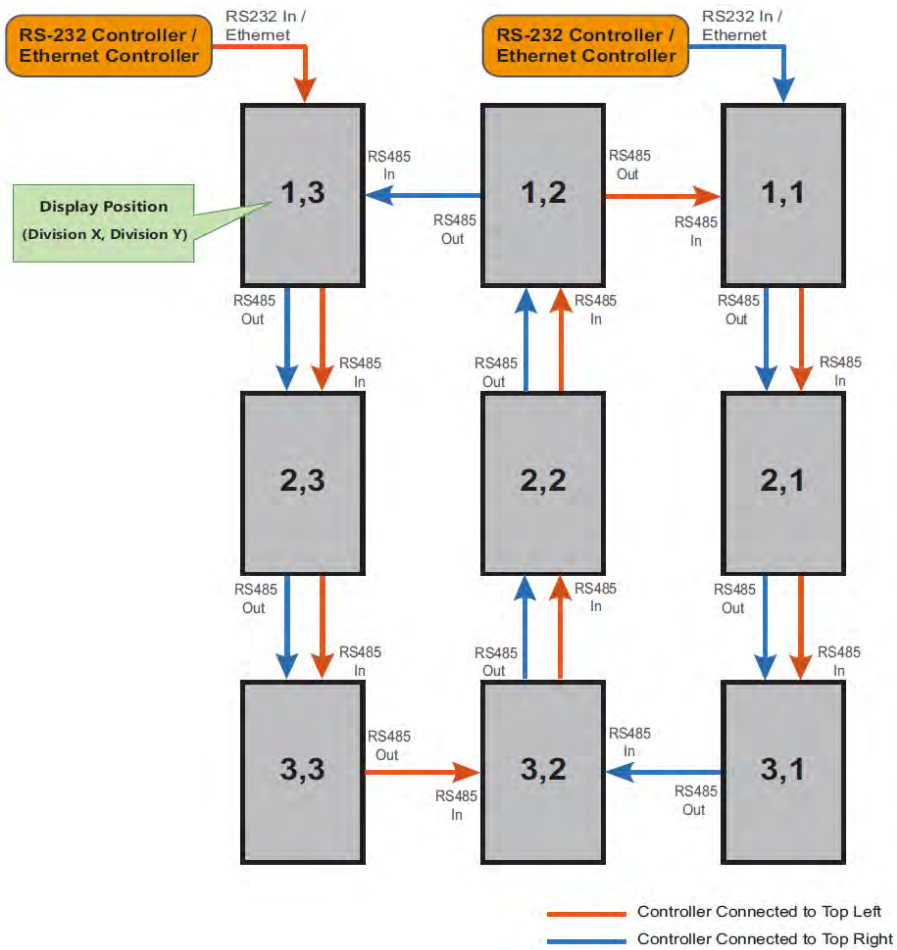 RS-232 Controller /
Ethernet Controller
RS232 In /
Ethernet
RS-232 Controller /
Ethernet Controller
RS232 In /
Ethernet
1,3
RS485
In
RS485
Out
1,2
RS485
Out
RS485
In
1,1
Display Position
(Division X, Division Y)
RS485
Out
RS485
In
RS485
Out
RS485
In
RS485
Out
RS485
In
2,3
2,2
2,1
RS485
Out
RS485
In
RS485
Out
RS485
In
RS485
Out
RS485
In
3,3
RS485
Out
RS485
In
3,2
RS485
In
RS485
Out
3,1
Controller Connected to Top Left
Controller Connected to Top Right